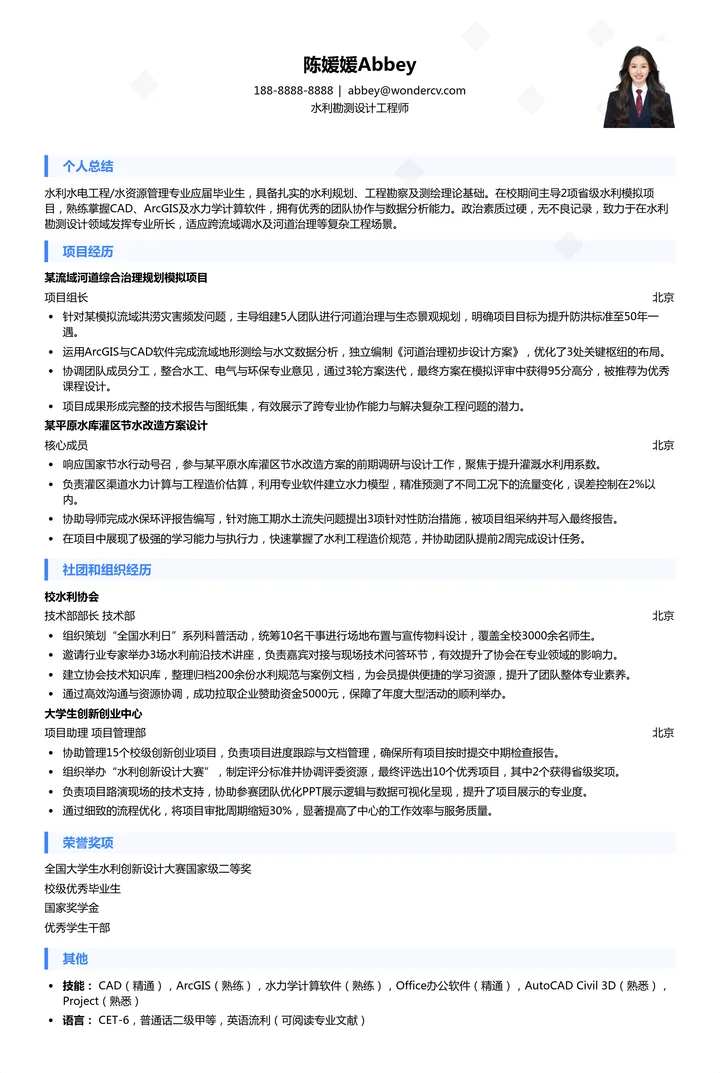 陈媛媛Abbey
188-8888-8888 | abbey@wondercv.com
水利勘测设计工程师
个人总结
水利水电工程/水资源管理专业应届毕业生，具备扎实的水利规划、工程勘察及测绘理论基础。在校期间主导2项省级水利模拟项
目，熟练掌握CAD、ArcGIS及水力学计算软件，拥有优秀的团队协作与数据分析能力。政治素质过硬，无不良记录，致力于在水利
勘测设计领域发挥专业所长，适应跨流域调水及河道治理等复杂工程场景。
项目经历
某流域河道综合治理规划模拟项目
项目组长 北京
• 针对某模拟流域洪涝灾害频发问题，主导组建5人团队进行河道治理与生态景观规划，明确项目目标为提升防洪标准至50年一
遇。
• 运用ArcGIS与CAD软件完成流域地形测绘与水文数据分析，独立编制《河道治理初步设计方案》，优化了3处关键枢纽的布局。
• 协调团队成员分工，整合水工、电气与环保专业意见，通过3轮方案迭代，最终方案在模拟评审中获得95分高分，被推荐为优秀
课程设计。
• 项目成果形成完整的技术报告与图纸集，有效展示了跨专业协作能力与解决复杂工程问题的潜力。
某平原水库灌区节水改造方案设计
核心成员 北京
• 响应国家节水行动号召，参与某平原水库灌区节水改造方案的前期调研与设计工作，聚焦于提升灌溉水利用系数。
• 负责灌区渠道水力计算与工程造价估算，利用专业软件建立水力模型，精准预测了不同工况下的流量变化，误差控制在2%以
内。
• 协助导师完成水保环评报告编写，针对施工期水土流失问题提出3项针对性防治措施，被项目组采纳并写入最终报告。
• 在项目中展现了极强的学习能力与执行力，快速掌握了水利工程造价规范，并协助团队提前2周完成设计任务。
社团和组织经历
校水利协会
技术部部长 技术部 北京
• 组织策划“全国水利日”系列科普活动，统筹10名干事进行场地布置与宣传物料设计，覆盖全校3000余名师生。
• 邀请行业专家举办3场水利前沿技术讲座，负责嘉宾对接与现场技术问答环节，有效提升了协会在专业领域的影响力。
• 建立协会技术知识库，整理归档200余份水利规范与案例文档，为会员提供便捷的学习资源，提升了团队整体专业素养。
• 通过高效沟通与资源协调，成功拉取企业赞助资金5000元，保障了年度大型活动的顺利举办。
大学生创新创业中心
项目助理 项目管理部 北京
• 协助管理15个校级创新创业项目，负责项目进度跟踪与文档管理，确保所有项目按时提交中期检查报告。
• 组织举办“水利创新设计大赛”，制定评分标准并协调评委资源，最终评选出10个优秀项目，其中2个获得省级奖项。
• 负责项目路演现场的技术支持，协助参赛团队优化PPT展示逻辑与数据可视化呈现，提升了项目展示的专业度。
• 通过细致的流程优化，将项目审批周期缩短30%，显著提高了中心的工作效率与服务质量。
荣誉奖项
全国大学生水利创新设计大赛国家级二等奖
校级优秀毕业生
国家奖学金
优秀学生干部
其他
• 技能： CAD（精通），ArcGIS（熟练），水力学计算软件（熟练），Office办公软件（精通），AutoCAD Civil 3D（熟悉），
Project（熟悉）
• 语言： CET-6，普通话二级甲等，英语流利（可阅读专业文献）